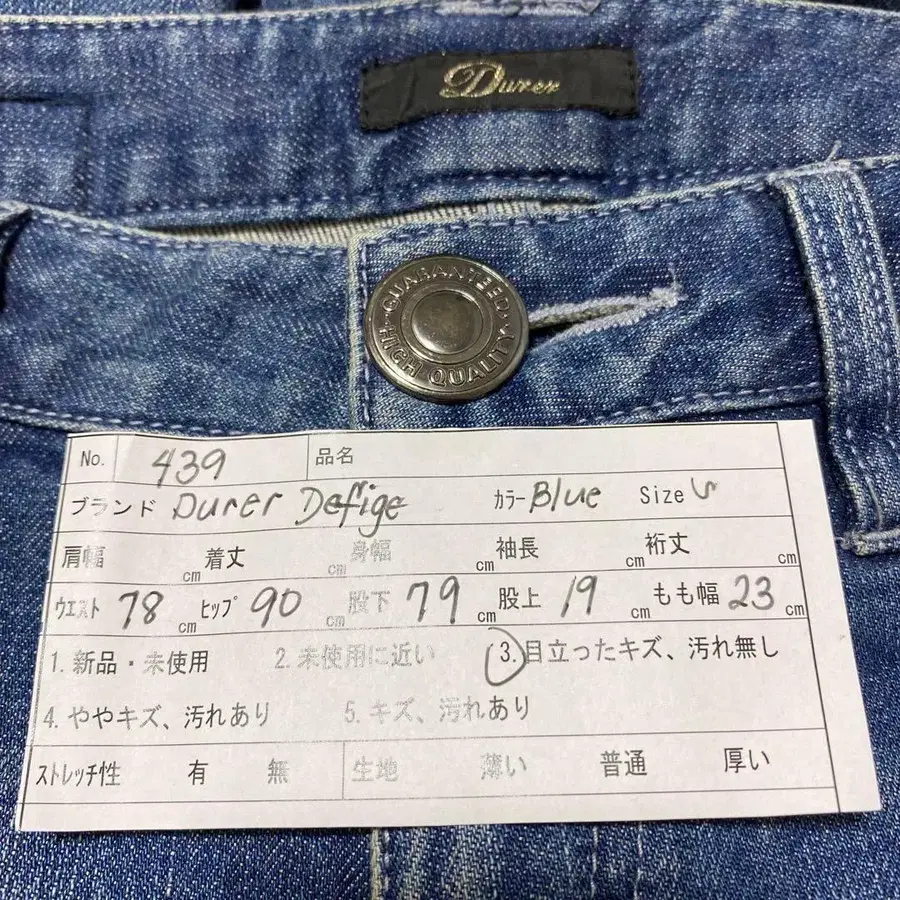 Durer
GUARANTEED HIGH QUALITY
No. 439 品名
ブランド Durer Defige カラー Blue Size
肩幅 cm 着丈 cm 身幅 cm 袖長 cm 裄丈 cm
ウエスト 78 cm ヒップ 90 股下 79 cm 股上 19 cm もも幅 23 cm
1. 新品・未使用 2. 未使用に近い 3. 目立ったキズ、汚れ無し
4. ややキズ、汚れあり 5. キズ、汚れあり
ストレッチ性 有 無 生地 薄い 普通 厚い